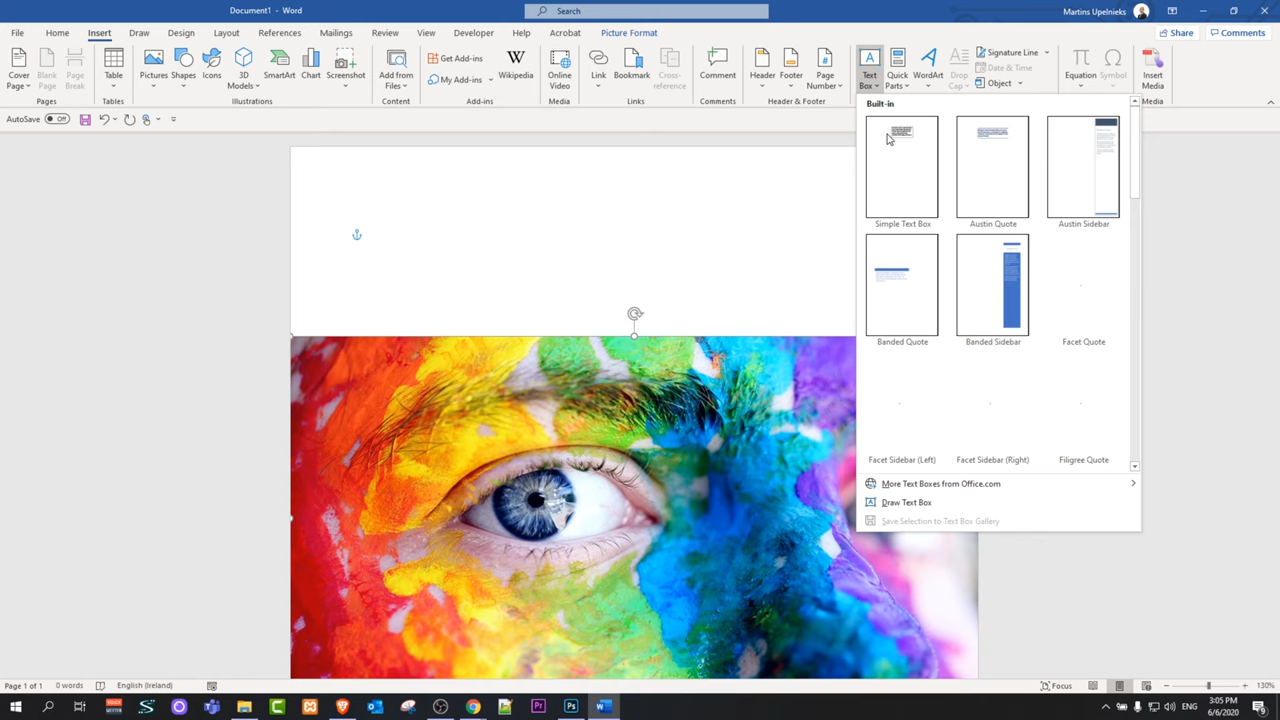 Document1 - Word
Search
Martins Upelnieks
File Home Insert Draw Design Layout References Mailings Review View Developer Help Acrobat Picture Format
Share Comments
Cover Page
Blank Page
Page Break
Pages
Table
Tables
Pictures
Shapes
Icons
3D Models
SmartArt
Chart
Screenshot
Illustrations
Add from Files
Content
Get Add-ins
My Add-ins
Wikipedia
Add-ins
Online Video
Media
Link
Bookmark
Cross-reference
Links
Comment
Comments
Header
Footer
Page Number
Header & Footer
Text Box
Quick Parts
WordArt
Drop Cap
Signature Line
Date & Time
Object
Equation
Symbol
Insert Media
Media
AutoSave Off
Built-in
Simple Text Box Austin Quote Austin Sidebar
Banded Quote Banded Sidebar Facet Quote
Facet Sidebar (Left) Facet Sidebar (Right) Filigree Quote
More Text Boxes from Office.com
Draw Text Box
Save Selection to Text Box Gallery
Page 1 of 1 0 words English (Ireland)
Focus
130%
3:05 PM
6/6/2020